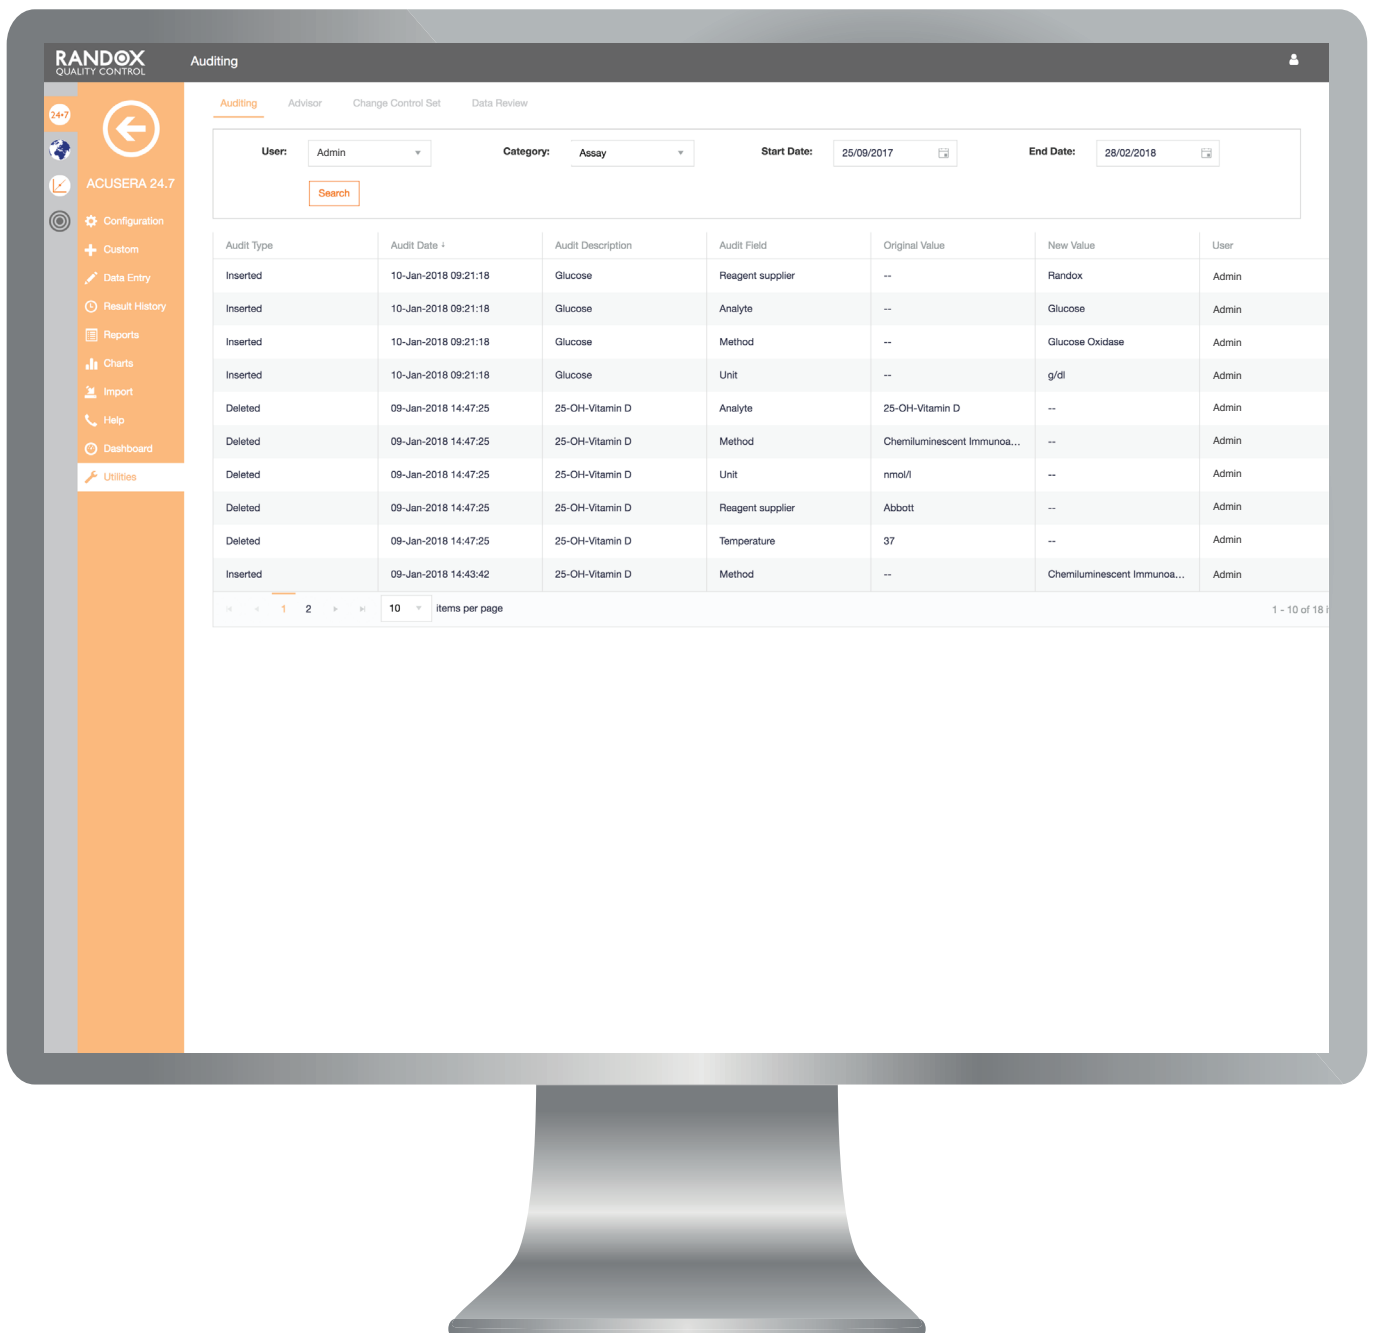 RANDOX
QUALITY CONTROL
Auditing
24•7
ACUSERA 24.7
Configuration
Custom
Data Entry
Result History
Reports
Charts
Import
Help
Dashboard
Utilities
Auditing Advisor Change Control Set Data Review
User: Admin Category: Assay Start Date: 25/09/2017 End Date: 28/02/2018
Search
Audit Type Audit Date ↓ Audit Description Audit Field Original Value New Value User
Inserted 10-Jan-2018 09:21:18 Glucose Reagent supplier -- Randox Admin
Inserted 10-Jan-2018 09:21:18 Glucose Analyte -- Glucose Admin
Inserted 10-Jan-2018 09:21:18 Glucose Method -- Glucose Oxidase Admin
Inserted 10-Jan-2018 09:21:18 Glucose Unit -- g/dl Admin
Deleted 09-Jan-2018 14:47:25 25-OH-Vitamin D Analyte 25-OH-Vitamin D -- Admin
Deleted 09-Jan-2018 14:47:25 25-OH-Vitamin D Method Chemiluminescent Immunoa... -- Admin
Deleted 09-Jan-2018 14:47:25 25-OH-Vitamin D Unit nmol/l -- Admin
Deleted 09-Jan-2018 14:47:25 25-OH-Vitamin D Reagent supplier Abbott -- Admin
Deleted 09-Jan-2018 14:47:25 25-OH-Vitamin D Temperature 37 -- Admin
Inserted 09-Jan-2018 14:43:42 25-OH-Vitamin D Method -- Chemiluminescent Immunoa... Admin
1 2 10 items per page 1 - 10 of 18